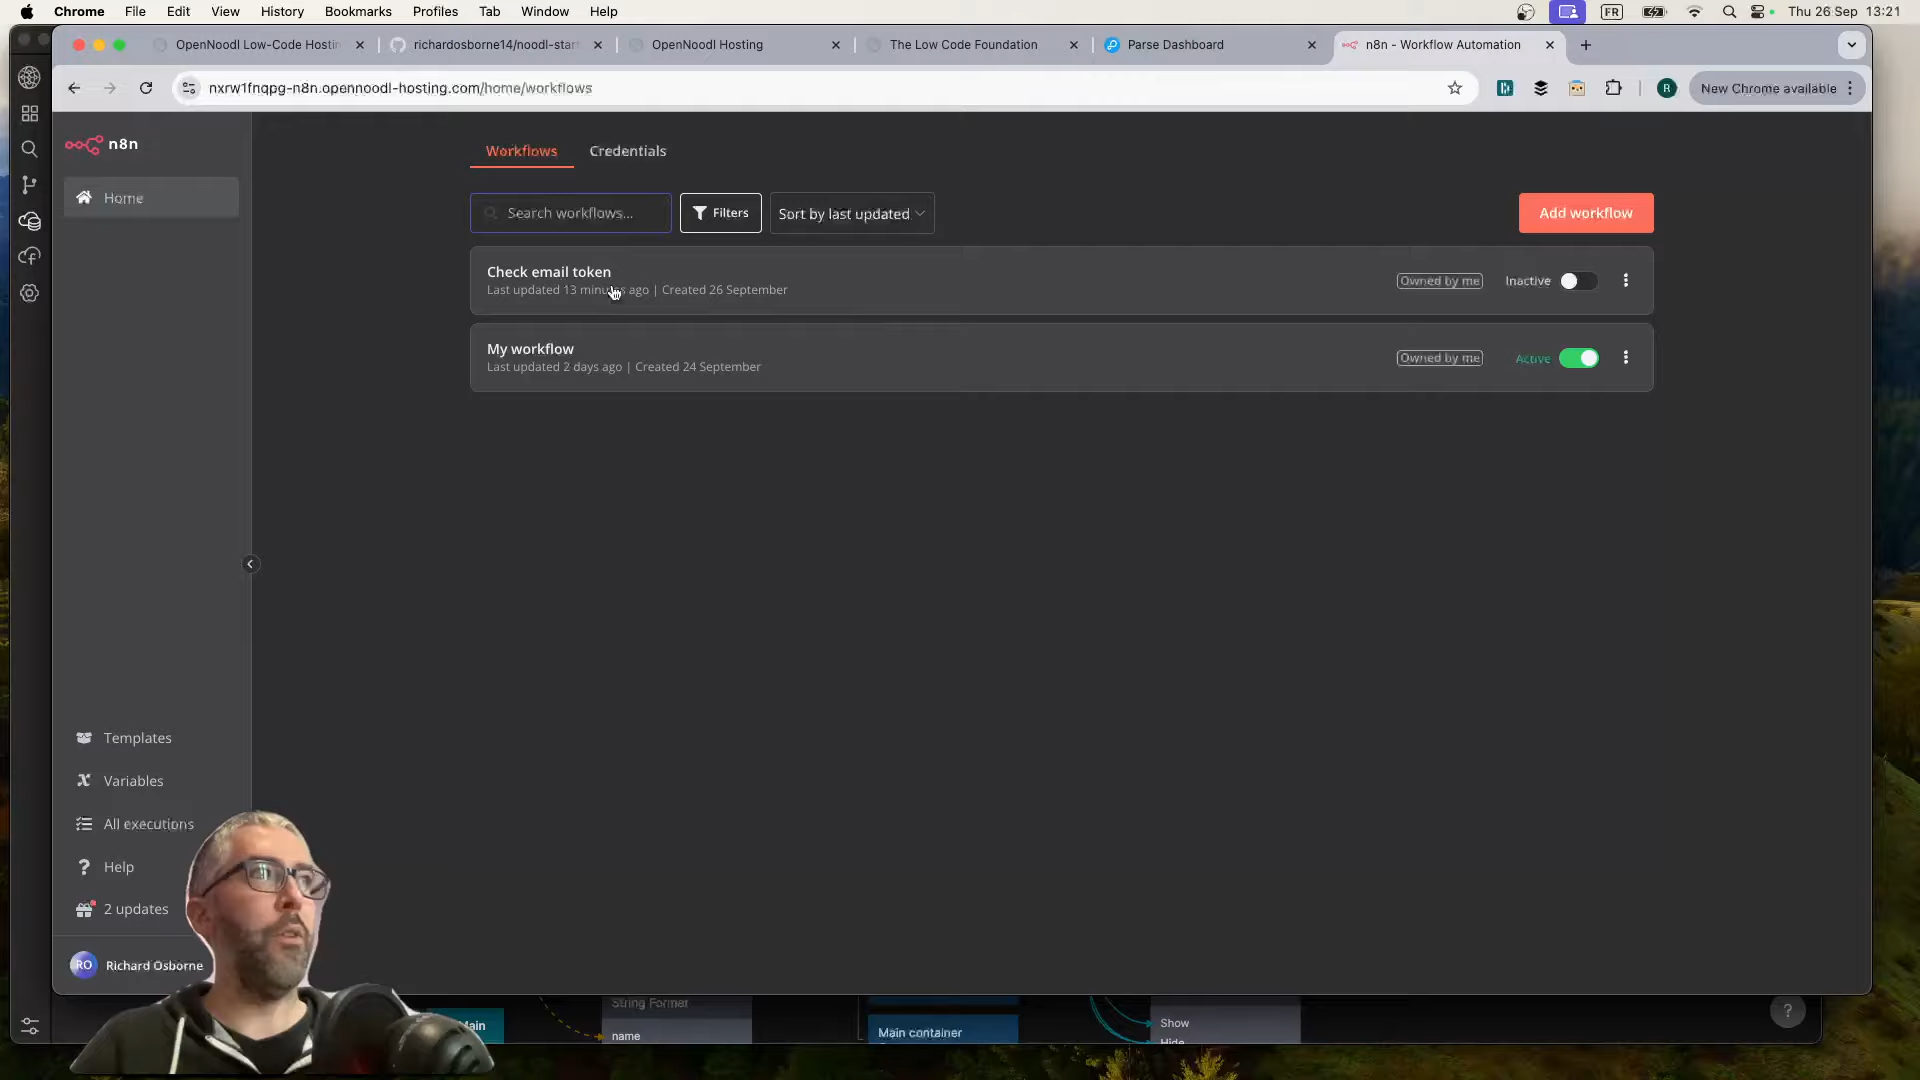 Chrome File Edit View History Bookmarks Profiles Tab Window Help FR Thu 26 Sep 13:21
OpenNoodl Low-Code Hostin richardosborne14/noodl-star OpenNoodl Hosting The Low Code Foundation Parse Dashboard n8n - Workflow Automation
nxrw1fnqpg-n8n.opennoodl-hosting.com/home/workflows R New Chrome available
n8n
Workflows Credentials
Home
Search workflows... Filters Sort by last updated Add workflow
Check email token
Last updated 13 minutes ago | Created 26 September
Owned by me Inactive
My workflow
Last updated 2 days ago | Created 24 September
Owned by me Active
Templates
Variables
All executions
Help
2 updates
RO Richard Osborne
String Format
name
Main container
Show
Hide
?